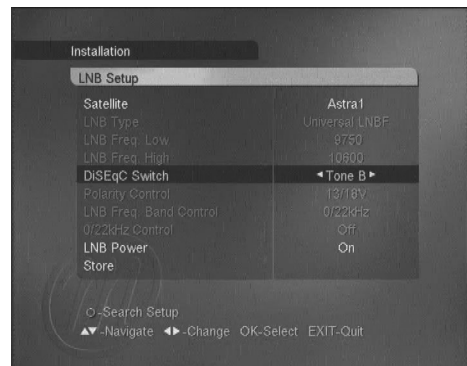 Installation
LNB Setup
Satellite Astra1
LNB Type Universal LNBF
LNB Freq. Low 9750
LNB Freq. High 10600
DiSEqC Switch ◄Tone B►
Polarity Control 13/18V
LNB Freq. Band Control 0/22kHz
0/22kHz Control Off
LNB Power On
Store
○-Search Setup
▲▼-Navigate ◄►-Change OK-Select EXIT-Quit